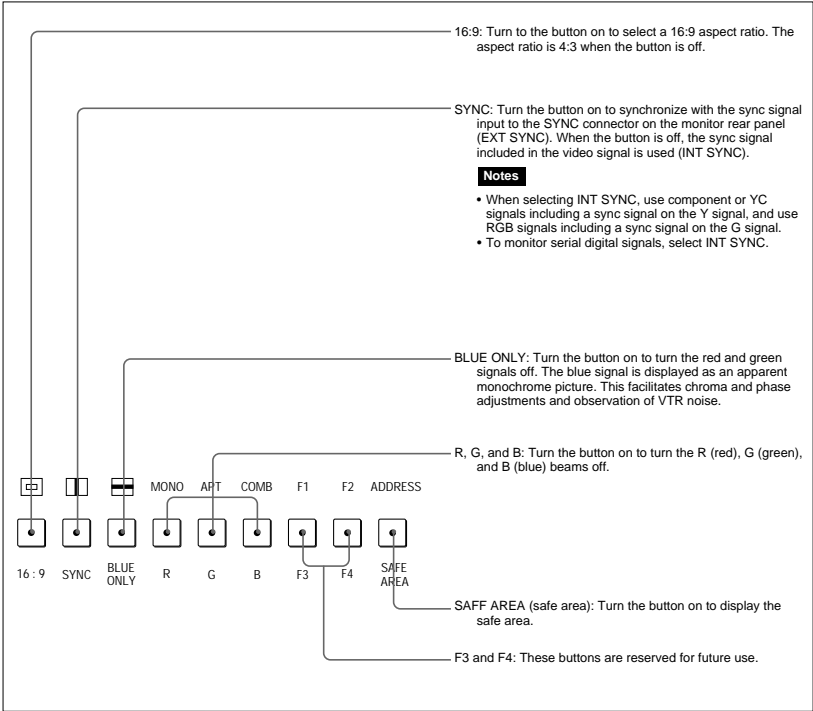 16:9: Turn to the button on to select a 16:9 aspect ratio. The
aspect ratio is 4:3 when the button is off.
SYNC: Turn the button on to synchronize with the sync signal
input to the SYNC connector on the monitor rear panel
(EXT SYNC). When the button is off, the sync signal
included in the video signal is used (INT SYNC).
Notes
• When selecting INT SYNC, use component or YC
signals including a sync signal on the Y signal, and use
RGB signals including a sync signal on the G signal.
• To monitor serial digital signals, select INT SYNC.
BLUE ONLY: Turn the button on to turn the red and green
signals off. The blue signal is displayed as an apparent
monochrome picture. This facilitates chroma and phase
adjustments and observation of VTR noise.
R, G, and B: Turn the button on to turn the R (red), G (green),
and B (blue) beams off.
MONO APT COMB F1 F2 ADDRESS
16 : 9 SYNC BLUE ONLY R G B F3 F4 SAFE AREA
SAFF AREA (safe area): Turn the button on to display the
safe area.
F3 and F4: These buttons are reserved for future use.